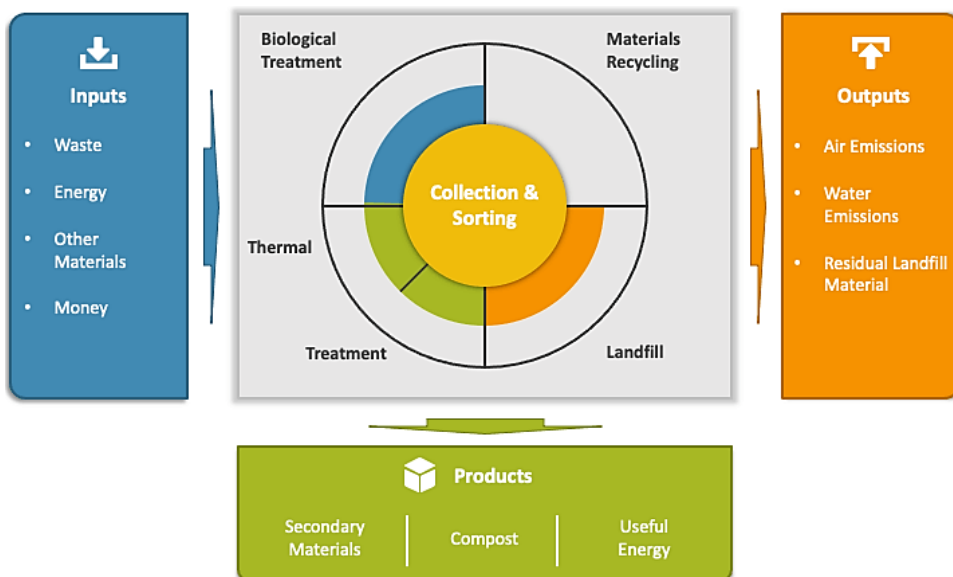 Inputs
• Waste
• Energy
• Other
Materials
• Money
Biological
Treatment
Materials
Recycling
Collection &
Sorting
Thermal
Treatment
Landfill
Outputs
• Air Emissions
• Water
Emissions
• Residual Landfill
Material
Products
Secondary
Materials
Compost
Useful
Energy